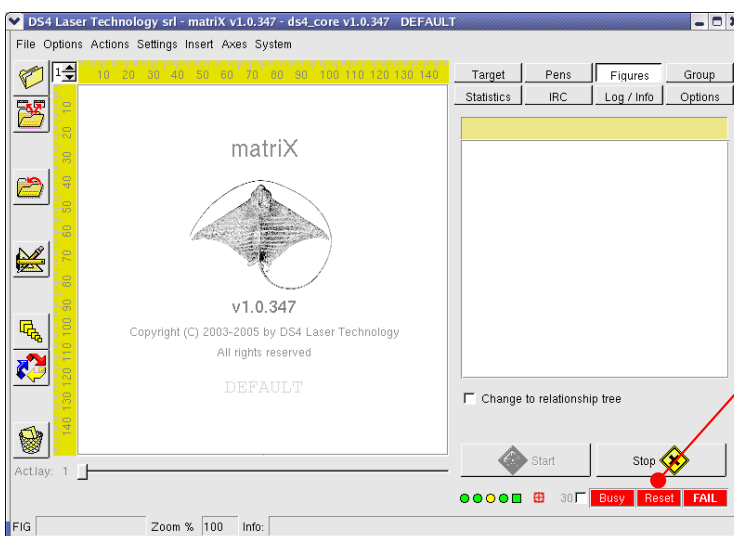 DS4 Laser Technology srl - matriX v1.0.347 - ds4_core v1.0.347 DEFAULT
File Options Actions Settings Insert Axes System
1 10 20 30 40 50 60 70 80 90 100 110 120 130 140
10 20 30 40 50 60 70 80 90 100 110 120 130 140
matriX
v1.0.347
Copyright (C) 2003-2005 by DS4 Laser Technology
All rights reserved
DEFAULT
Act.lay: 1
Target Pens Figures Group
Statistics IRC Log / Info Options
Change to relationship tree
Start Stop
30 Busy Reset FAIL
FIG Zoom % 100 Info: